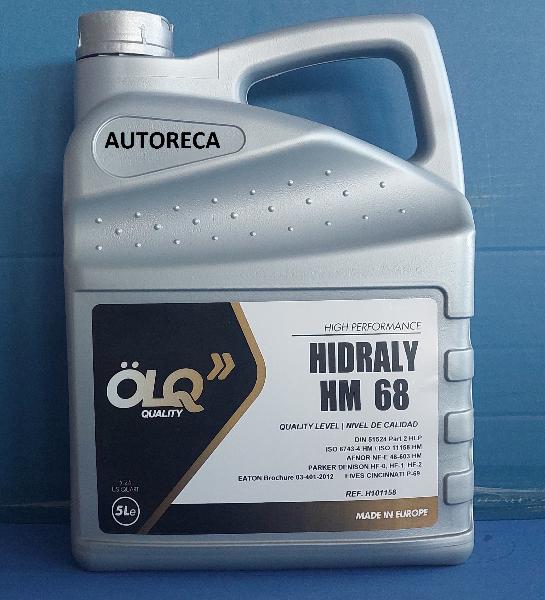 AUTORECA
HIGH PERFORMANCE
HIDRALY
HM 68
ÖLQ
QUALITY
QUALITY LEVEL | NIVEL DE CALIDAD
DIN 51524 Part 2 HLP
ISO 6743-4 HM / ISO 11158 HM
AFNOR NF-E 48-603 HM
PARKER DENISON HF-0, HF-1, HF-2
EATON Brochure 03-401-2012 FIVES CINCINNATI P-69
REF. H101158
US QUART
5Le
MADE IN EUROPE